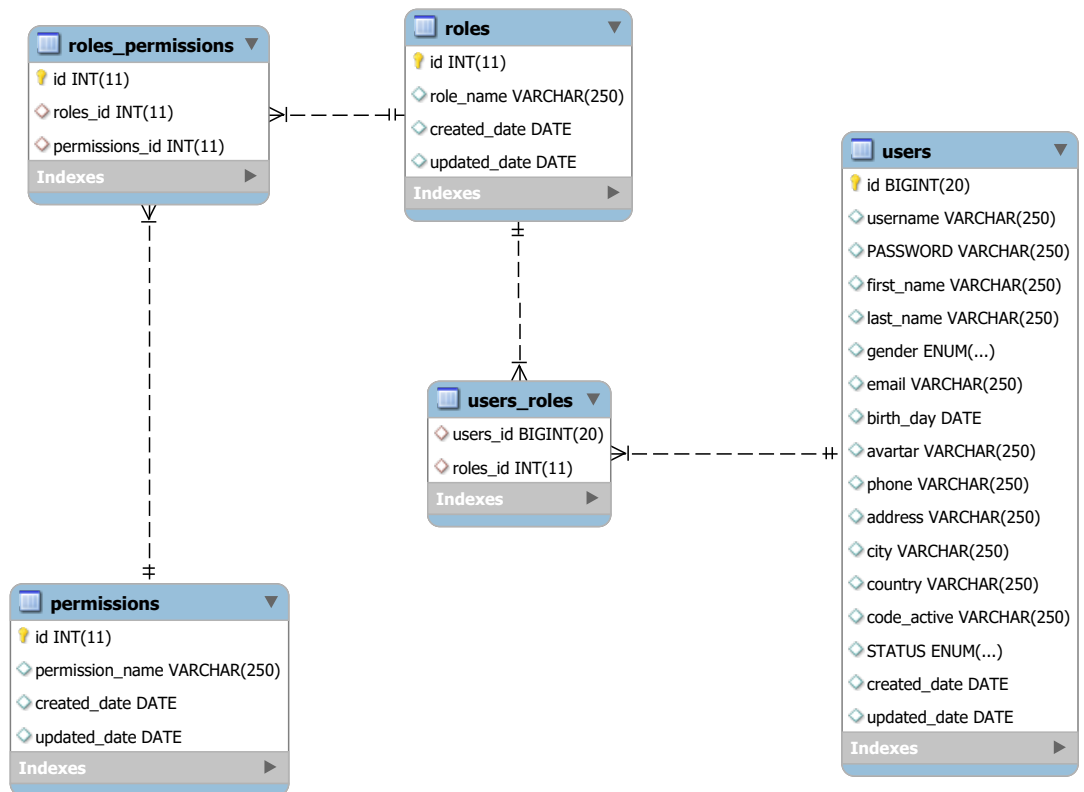 roles_permissions
id INT(11)
roles_id INT(11)
permissions_id INT(11)
Indexes
roles
id INT(11)
role_name VARCHAR(250)
created_date DATE
updated_date DATE
Indexes
users
id BIGINT(20)
username VARCHAR(250)
PASSWORD VARCHAR(250)
first_name VARCHAR(250)
last_name VARCHAR(250)
gender ENUM(...)
email VARCHAR(250)
birth_day DATE
avartar VARCHAR(250)
phone VARCHAR(250)
address VARCHAR(250)
city VARCHAR(250)
country VARCHAR(250)
code_active VARCHAR(250)
STATUS ENUM(...)
created_date DATE
updated_date DATE
Indexes
users_roles
users_id BIGINT(20)
roles_id INT(11)
Indexes
permissions
id INT(11)
permission_name VARCHAR(250)
created_date DATE
updated_date DATE
Indexes